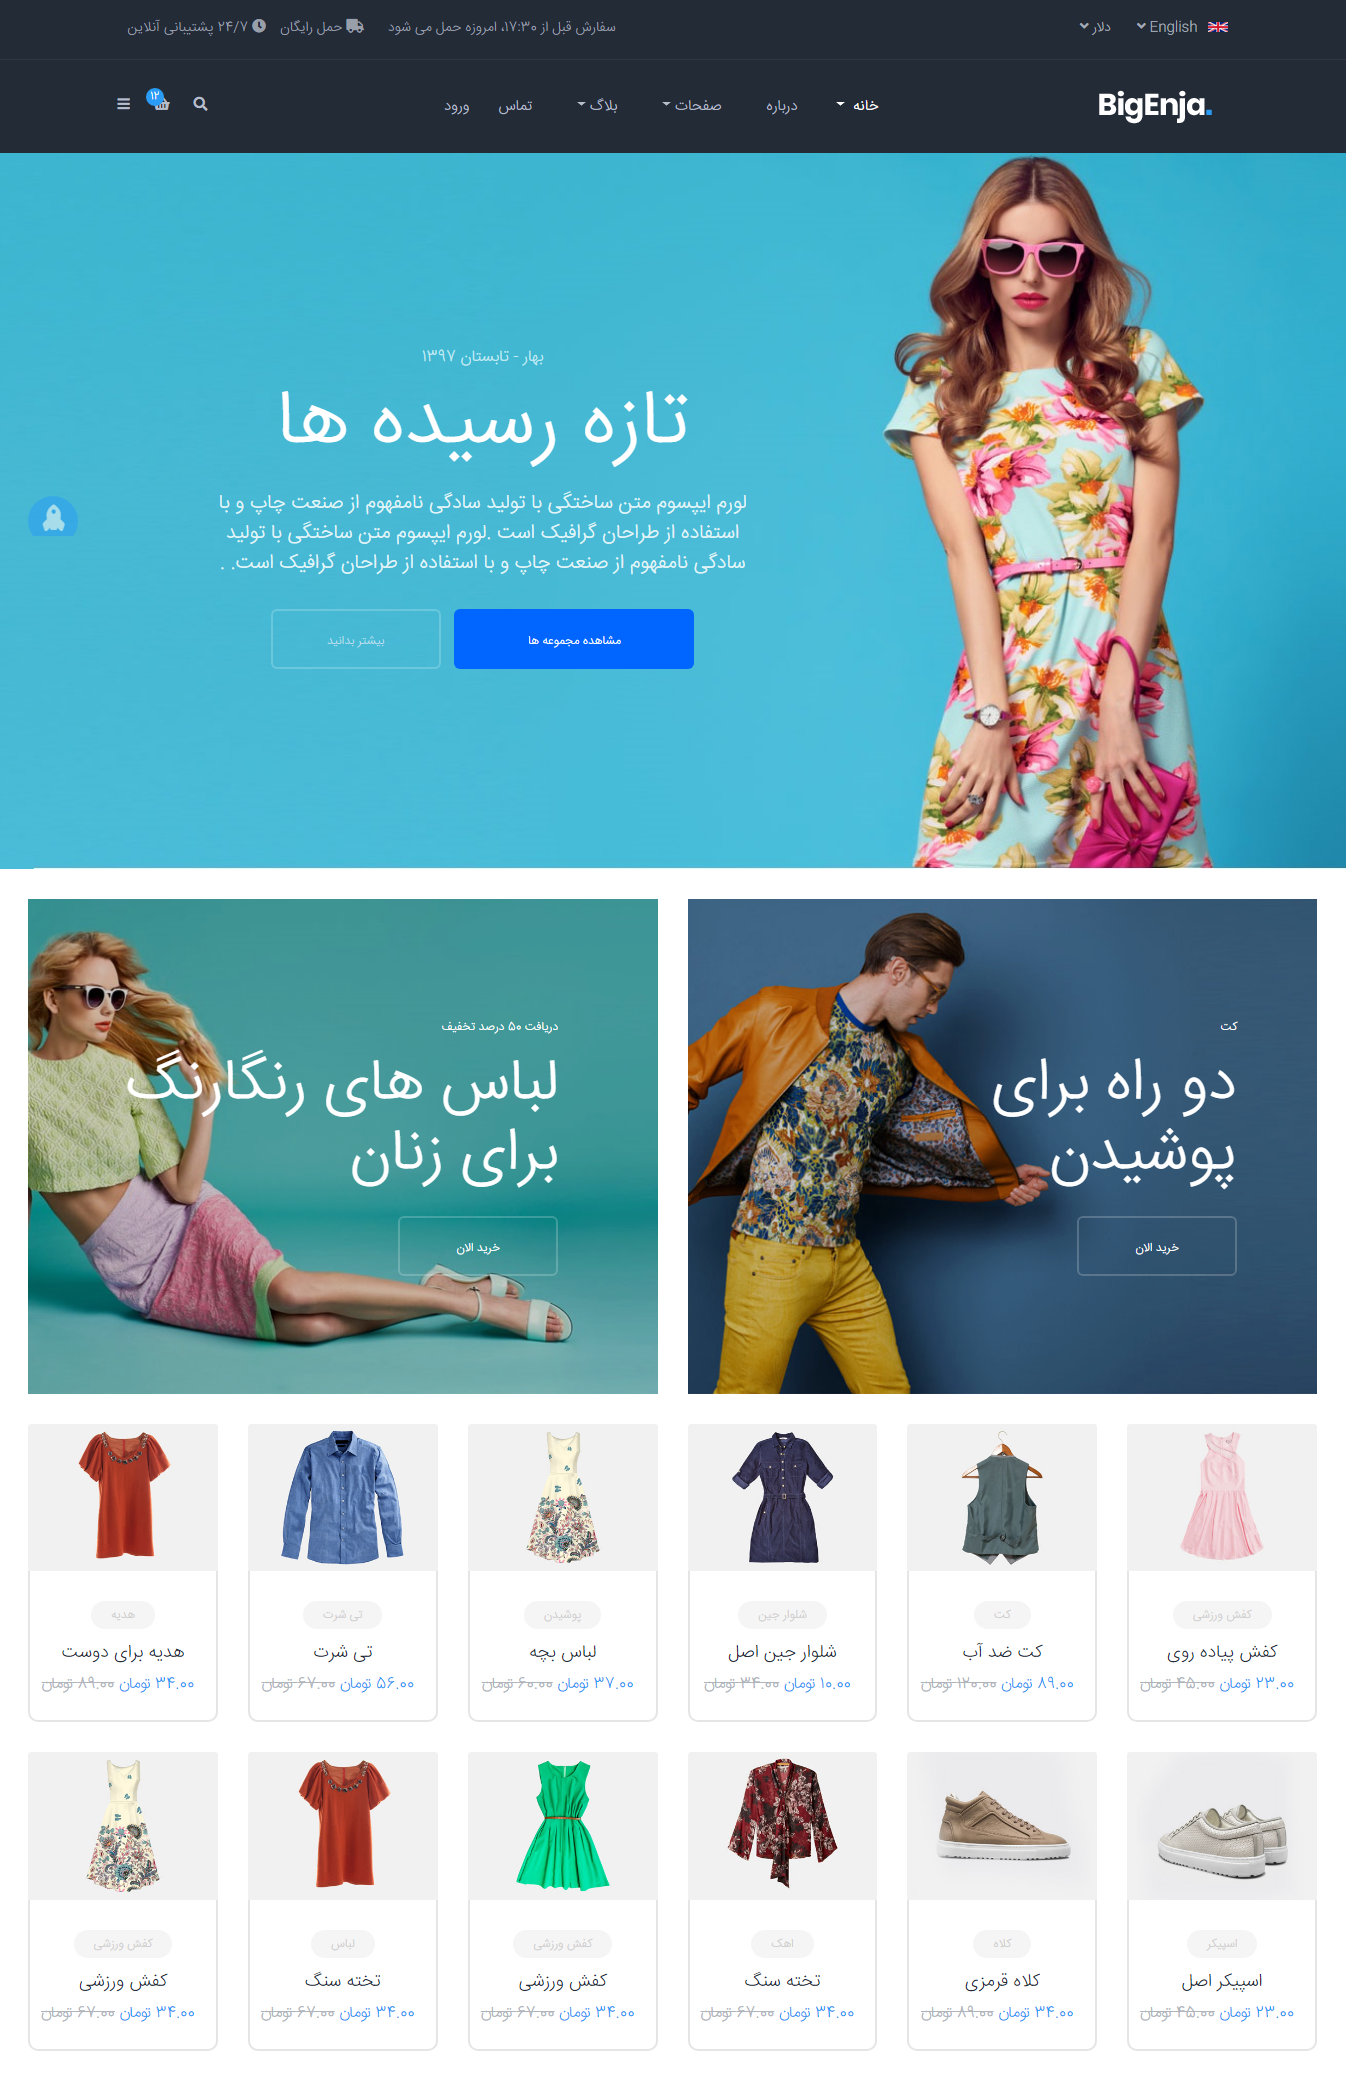 English
دلار
سفارش قبل از ۱۷:۳۰، امروزه حمل می شود
حمل رایگان
۲۴/۷ پشتیبانی آنلاین
BigEnja.
خانه
درباره
صفحات
بلاگ
تماس
ورود
۱۲
بهار - تابستان ۱۳۹۷
تازه رسیده ها
لورم ایپسوم متن ساختگی با تولید سادگی نامفهوم از صنعت چاپ و با
استفاده از طراحان گرافیک است .لورم ایپسوم متن ساختگی با تولید
سادگی نامفهوم از صنعت چاپ و با استفاده از طراحان گرافیک است. .
مشاهده مجموعه ها
بیشتر بدانید
کت
دو راه برای
پوشیدن
خرید الان
دریافت ۵۰ درصد تخفیف
لباس های رنگارنگ
برای زنان
خرید الان
کفش ورزشی
کفش پیاده روی
۲۳.۰۰ تومان ۴۵.۰۰ تومان
کت
کت ضد آب
۸۹.۰۰ تومان ۱۲۰.۰۰ تومان
شلوار جین
شلوار جین اصل
۱۰.۰۰ تومان ۳۴.۰۰ تومان
پوشیدن
لباس بچه
۳۷.۰۰ تومان ۶۰.۰۰ تومان
تی شرت
تی شرت
۵۶.۰۰ تومان ۶۷.۰۰ تومان
هدیه
هدیه برای دوست
۳۴.۰۰ تومان ۸۹.۰۰ تومان
اسپیکر
اسپیکر اصل
۲۳.۰۰ تومان ۴۵.۰۰ تومان
کلاه
کلاه قرمزی
۳۴.۰۰ تومان ۸۹.۰۰ تومان
اهک
تخته سنگ
۳۴.۰۰ تومان ۶۷.۰۰ تومان
کفش ورزشی
کفش ورزشی
۳۴.۰۰ تومان ۶۷.۰۰ تومان
لباس
تخته سنگ
۳۴.۰۰ تومان ۶۷.۰۰ تومان
کفش ورزشی
کفش ورزشی
۳۴.۰۰ تومان ۶۷.۰۰ تومان